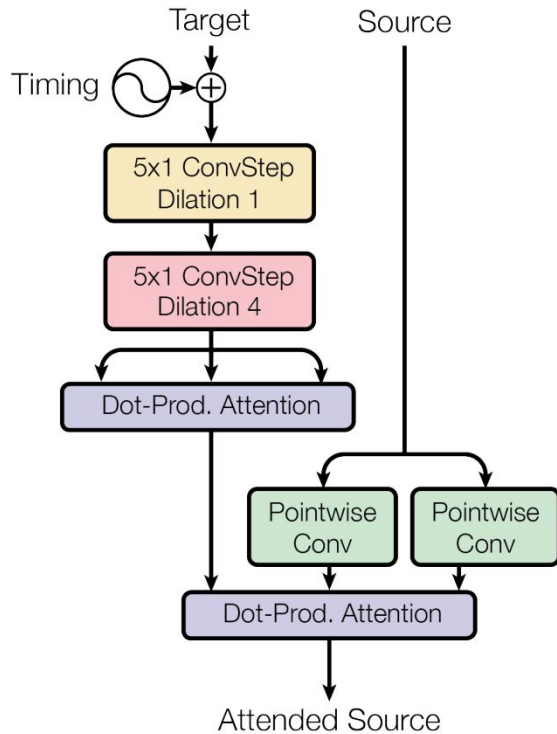 Target
Source
Timing
5x1 ConvStep
Dilation 1
5x1 ConvStep
Dilation 4
Dot-Prod. Attention
Pointwise
Conv
Pointwise
Conv
Dot-Prod. Attention
Attended Source